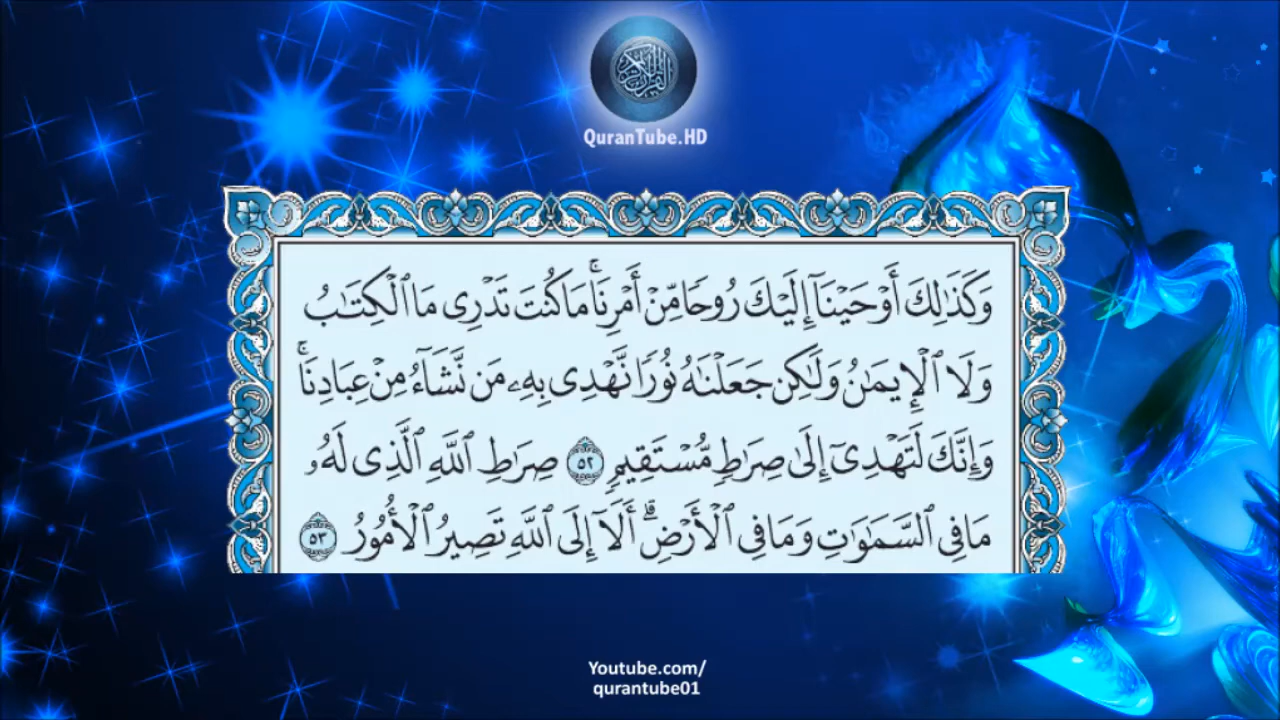 QuranTube.HD
وَكَذَٰلِكَ أَوْحَيْنَآ إِلَيْكَ رُوحًا مِّنْ أَمْرِنَا ۚ مَا كُنتَ تَدْرِى مَا ٱلْكِتَـٰبُ
وَلَا ٱلْإِيمَـٰنُ وَلَـٰكِن جَعَلْنَـٰهُ نُورًا نَّهْدِى بِهِۦ مَن نَّشَآءُ مِنْ عِبَادِنَا ۚ
وَإِنَّكَ لَتَهْدِىٓ إِلَىٰ صِرَٰطٍ مُّسْتَقِيمٍ ٥٢ صِرَٰطِ ٱللَّهِ ٱلَّذِى لَهُۥ
مَا فِى ٱلسَّمَـٰوَٰتِ وَمَا فِى ٱلْأَرْضِ ۗ أَلَآ إِلَى ٱللَّهِ تَصِيرُ ٱلْأُمُورُ ٥٣
Youtube.com/
qurantube01